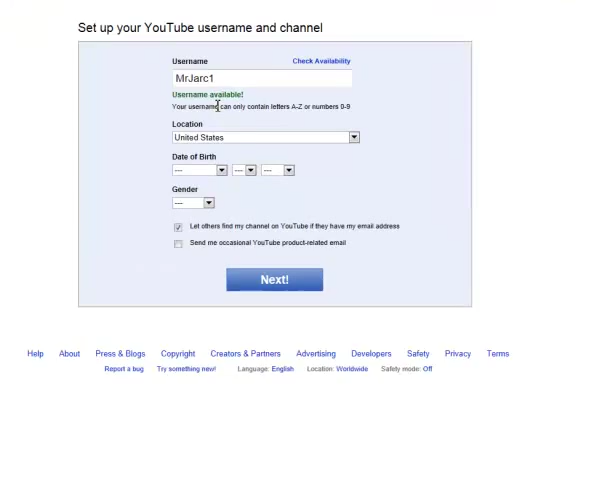 Set up your YouTube username and channel
Username Check Availability
MrJarc1
Username available!
Your username can only contain letters A-Z or numbers 0-9
Location
United States
Date of Birth
--- --- ---
Gender
---
Let others find my channel on YouTube if they have my email address
Send me occasional YouTube product-related email
Next!
Help About Press & Blogs Copyright Creators & Partners Advertising Developers Safety Privacy Terms
Report a bug Try something new! Language: English Location: Worldwide Safety mode: Off